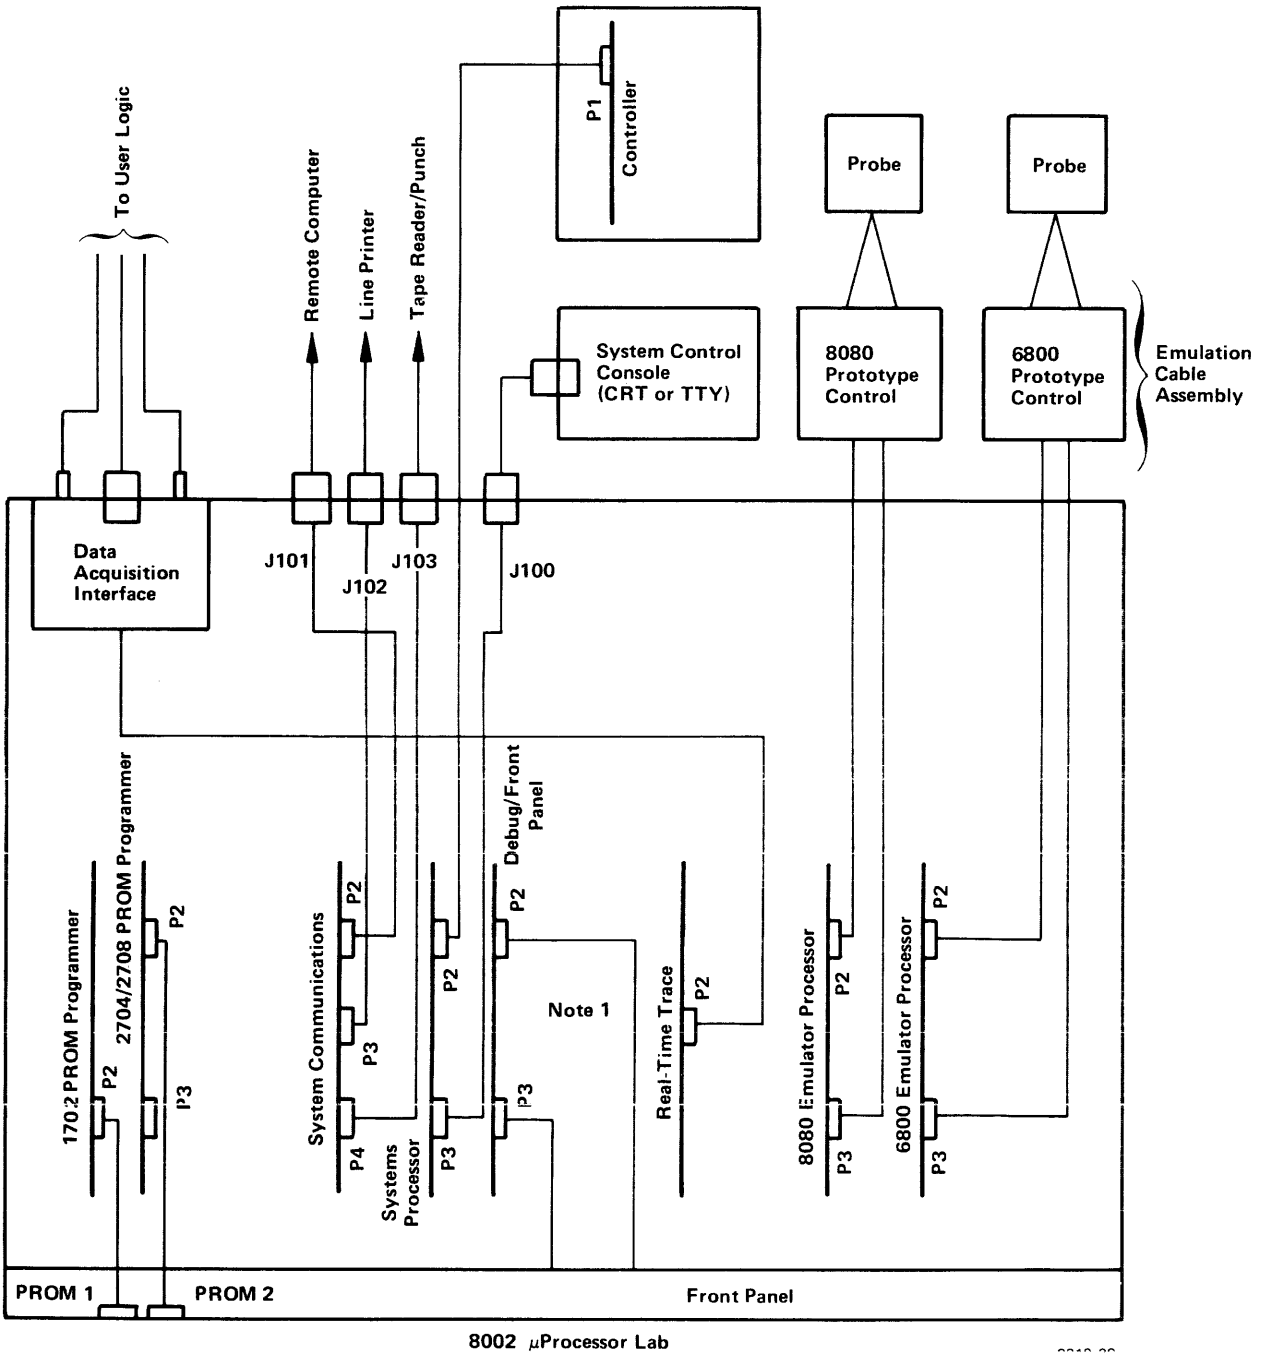 To User Logic
Remote Computer
Line Printer
Tape Reader/Punch
P1
Controller
Probe
Probe
System Control
Console
(CRT or TTY)
8080
Prototype
Control
6800
Prototype
Control
Emulation
Cable
Assembly
Data
Acquisition
Interface
J101
J102
J103
J100
1702 PROM Programmer
P2
2704/2708 PROM Programmer
P2
P3
System Communications
P2
P3
P4
Systems
Processor
P2
P3
Debug/Front
Panel
P2
P3
Note 1
Real-Time Trace
P2
8080 Emulator Processor
P2
P3
6800 Emulator Processor
P2
P3
PROM 1
PROM 2
Front Panel
8002 μProcessor Lab